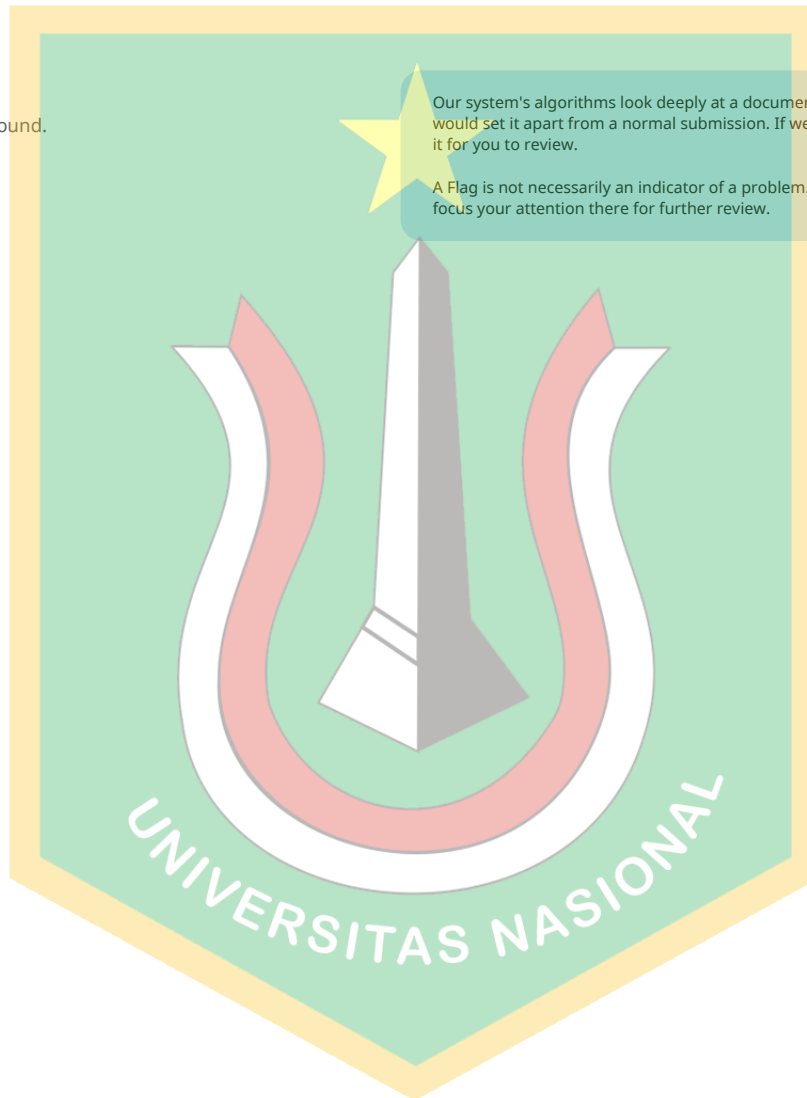 ound.
Our system's algorithms look deeply at a documen
would set it apart from a normal submission. If we
it for you to review.
A Flag is not necessarily an indicator of a problem.
focus your attention there for further review.
UNIVERSITAS NASIONAL